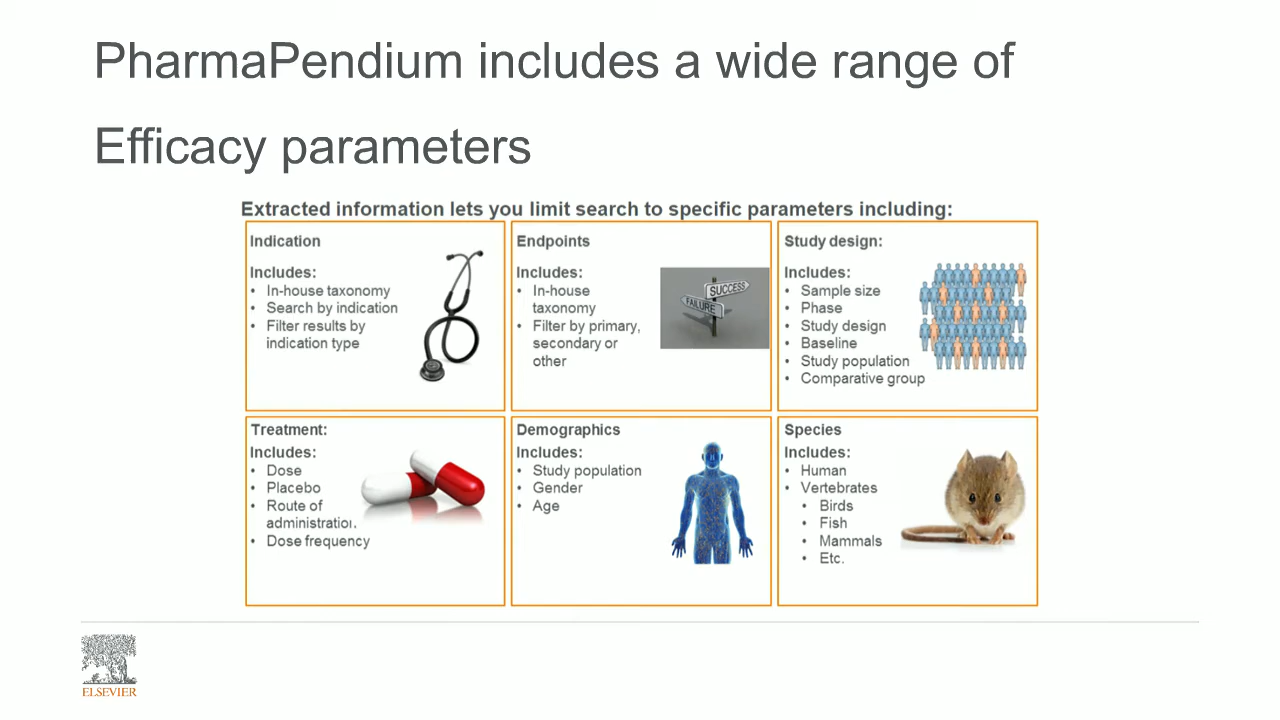 PharmaPendium includes a wide range of
Efficacy parameters
Extracted information lets you limit search to specific parameters including:
Indication
Includes:
• In-house taxonomy
• Search by indication
• Filter results by
indication type
Endpoints
Includes:
• In-house
taxonomy
• Filter by primary,
secondary or
other
SUCCESS
FAILURE
Study design:
Includes:
• Sample size
• Phase
• Study design
• Baseline
• Study population
• Comparative group
Treatment:
Includes:
• Dose
• Placebo
• Route of
administration.
• Dose frequency
Demographics
Includes:
• Study population
• Gender
• Age
Species
Includes:
• Human
• Vertebrates
• Birds
• Fish
• Mammals
• Etc.
ELSEVIER